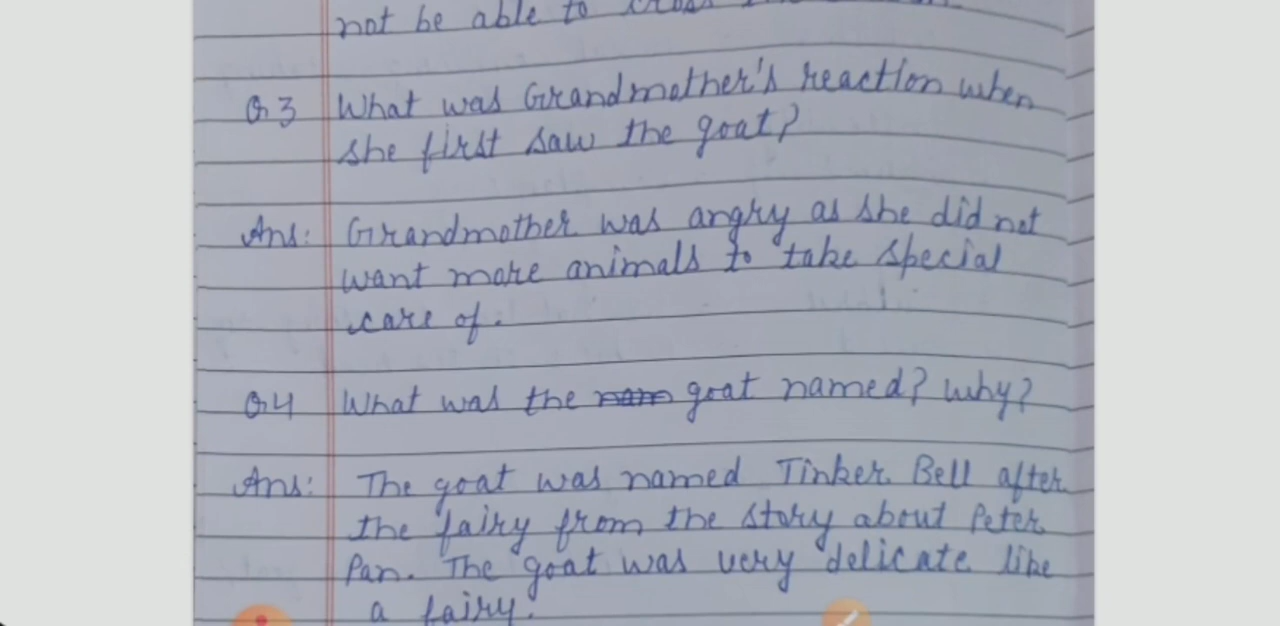 not be able to cross
Q3 What was Grandmother's reaction when
she first saw the goat?
Ans: Grandmother was angry as she did not
want more animals to take special
care of.
Q4 What was the nam goat named? why?
Ans: The goat was named Tinker Bell after
the fairy from the story about Peter
Pan. The goat was very delicate like
a fairy.